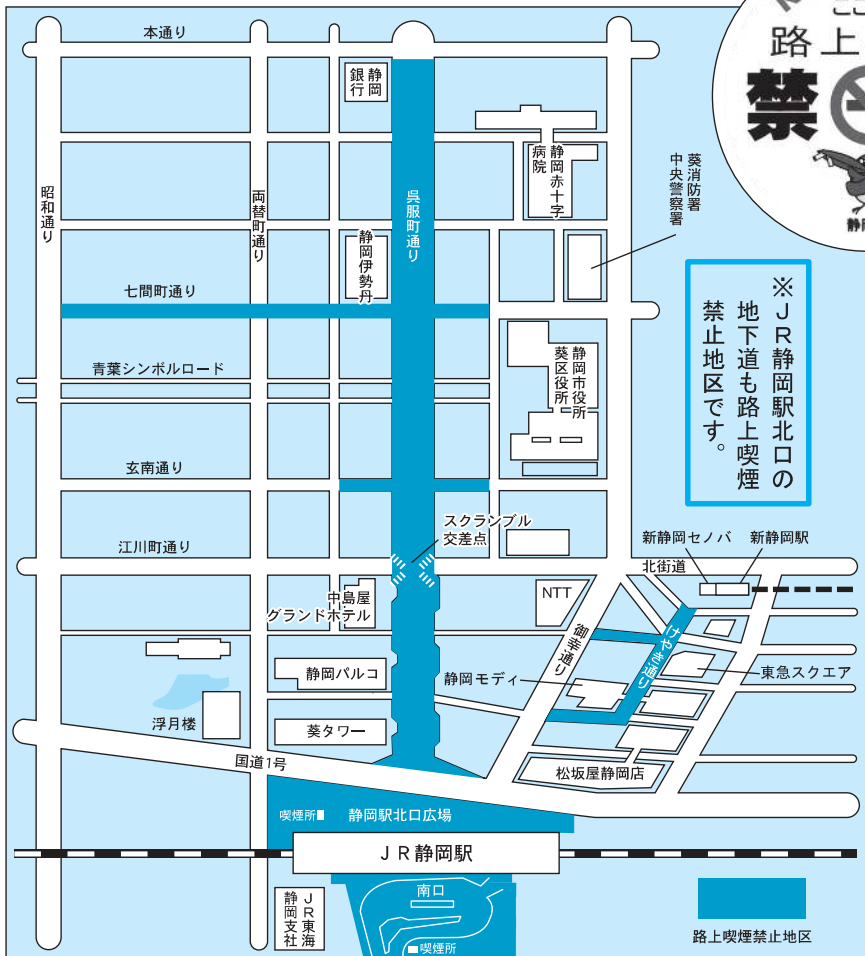 本通り
静岡
銀行
路上
禁
静岡
静岡赤十字
病院
葵消防署
中央警察署
昭和通り
両替町通り
呉服町通り
静岡伊勢丹
七間町通り
※JR静岡駅北口の
地下道も路上喫煙
禁止地区です。
青葉シンボルロード
静岡市役所
葵区役所
玄南通り
スクランブル
交差点
江川町通り
新静岡セノバ
新静岡駅
北街道
中島屋
グランドホテル
NTT
御幸通り
けやき通り
静岡パルコ
静岡モディ
東急スクエア
浮月楼
葵タワー
国道1号
松坂屋静岡店
喫煙所
静岡駅北口広場
JR静岡駅
南口
JR東海
静岡支社
喫煙所
路上喫煙禁止地区